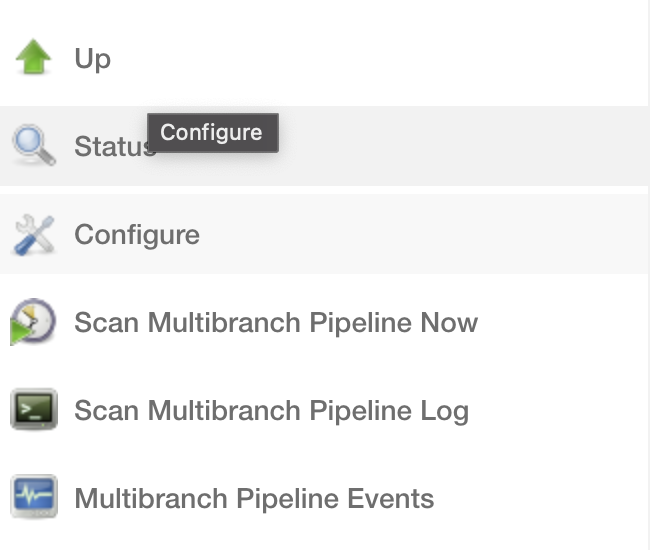 Up
Status
Configure
Configure
Scan Multibranch Pipeline Now
Scan Multibranch Pipeline Log
Multibranch Pipeline Events